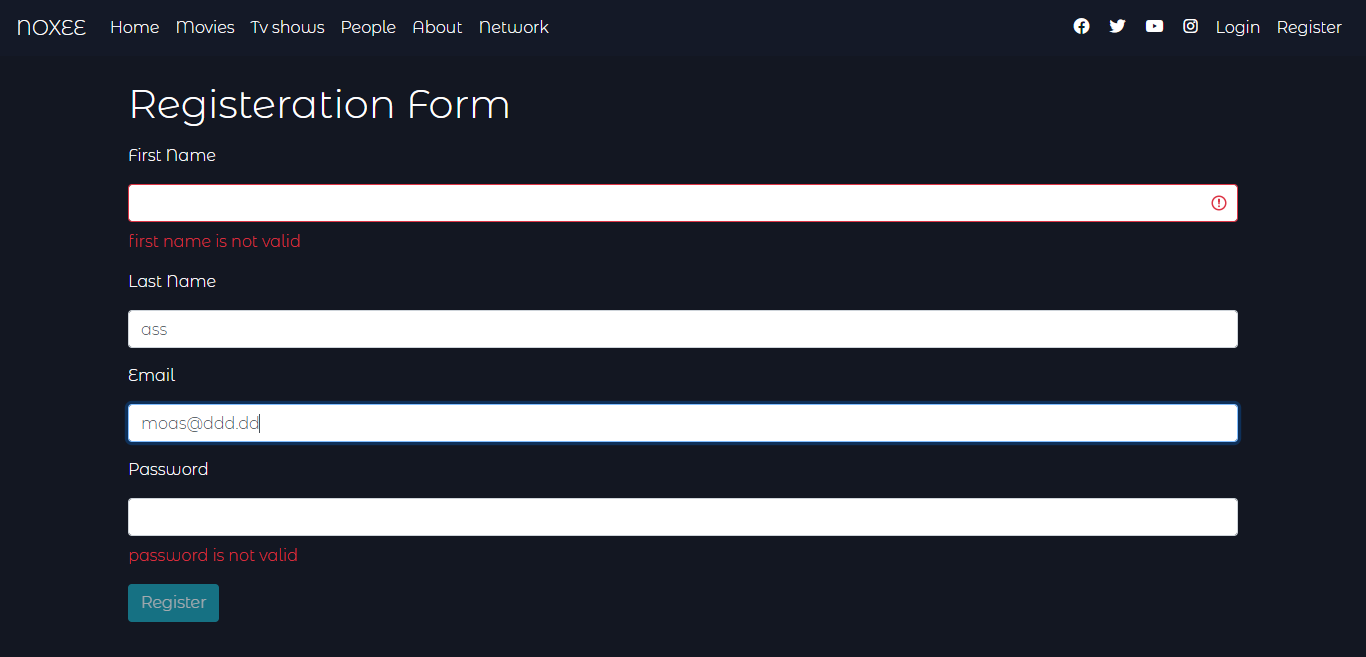 NOXEE Home Movies Tv shows People About Network Login Register
Registeration Form
First Name
first name is not valid
Last Name
ass
Email
moas@ddd.dd
Password
password is not valid
Register